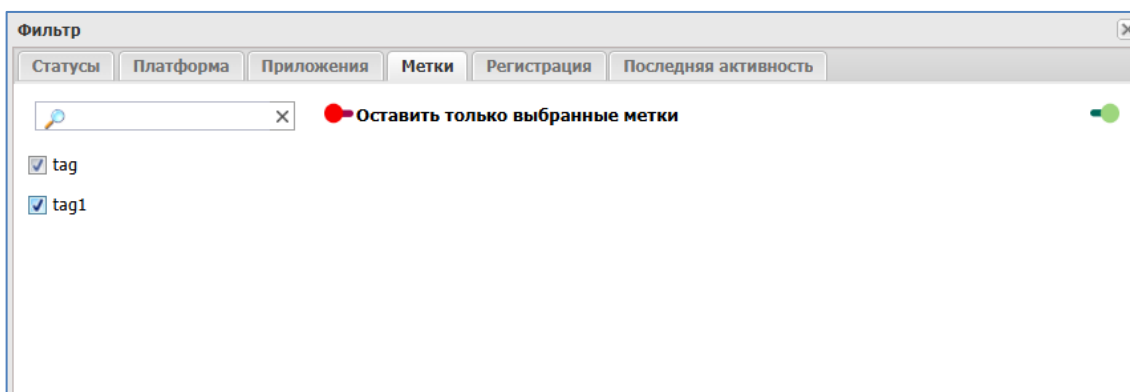 Фильтр
Статусы Платформа Приложения Метки Регистрация Последняя активность
Оставить только выбранные метки
tag
tag1